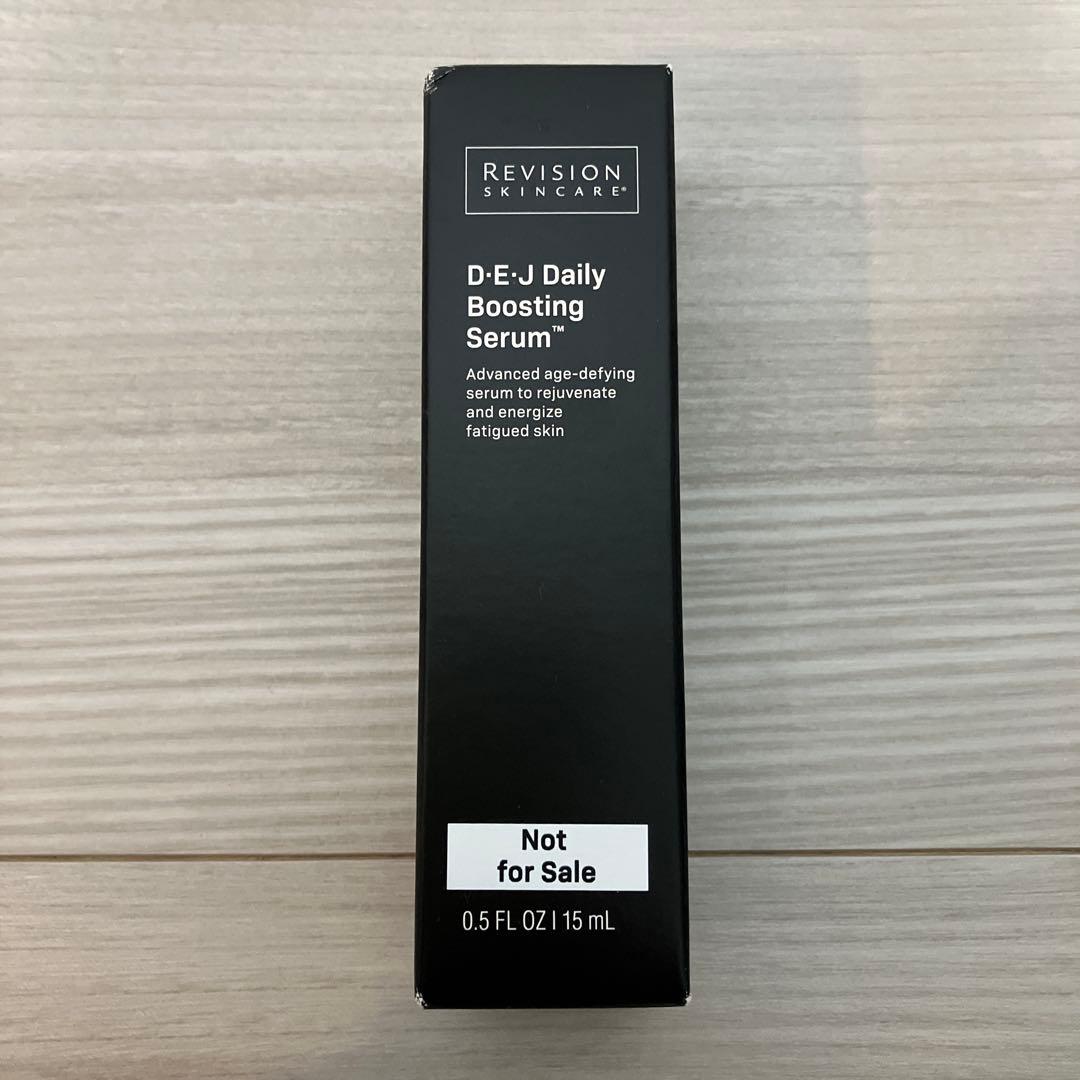 REVISION
SKINCARE®
D·E·J Daily
Boosting
Serum™
Advanced age-defying
serum to rejuvenate
and energize
fatigued skin
Not
for Sale
0.5 FL OZ | 15 mL